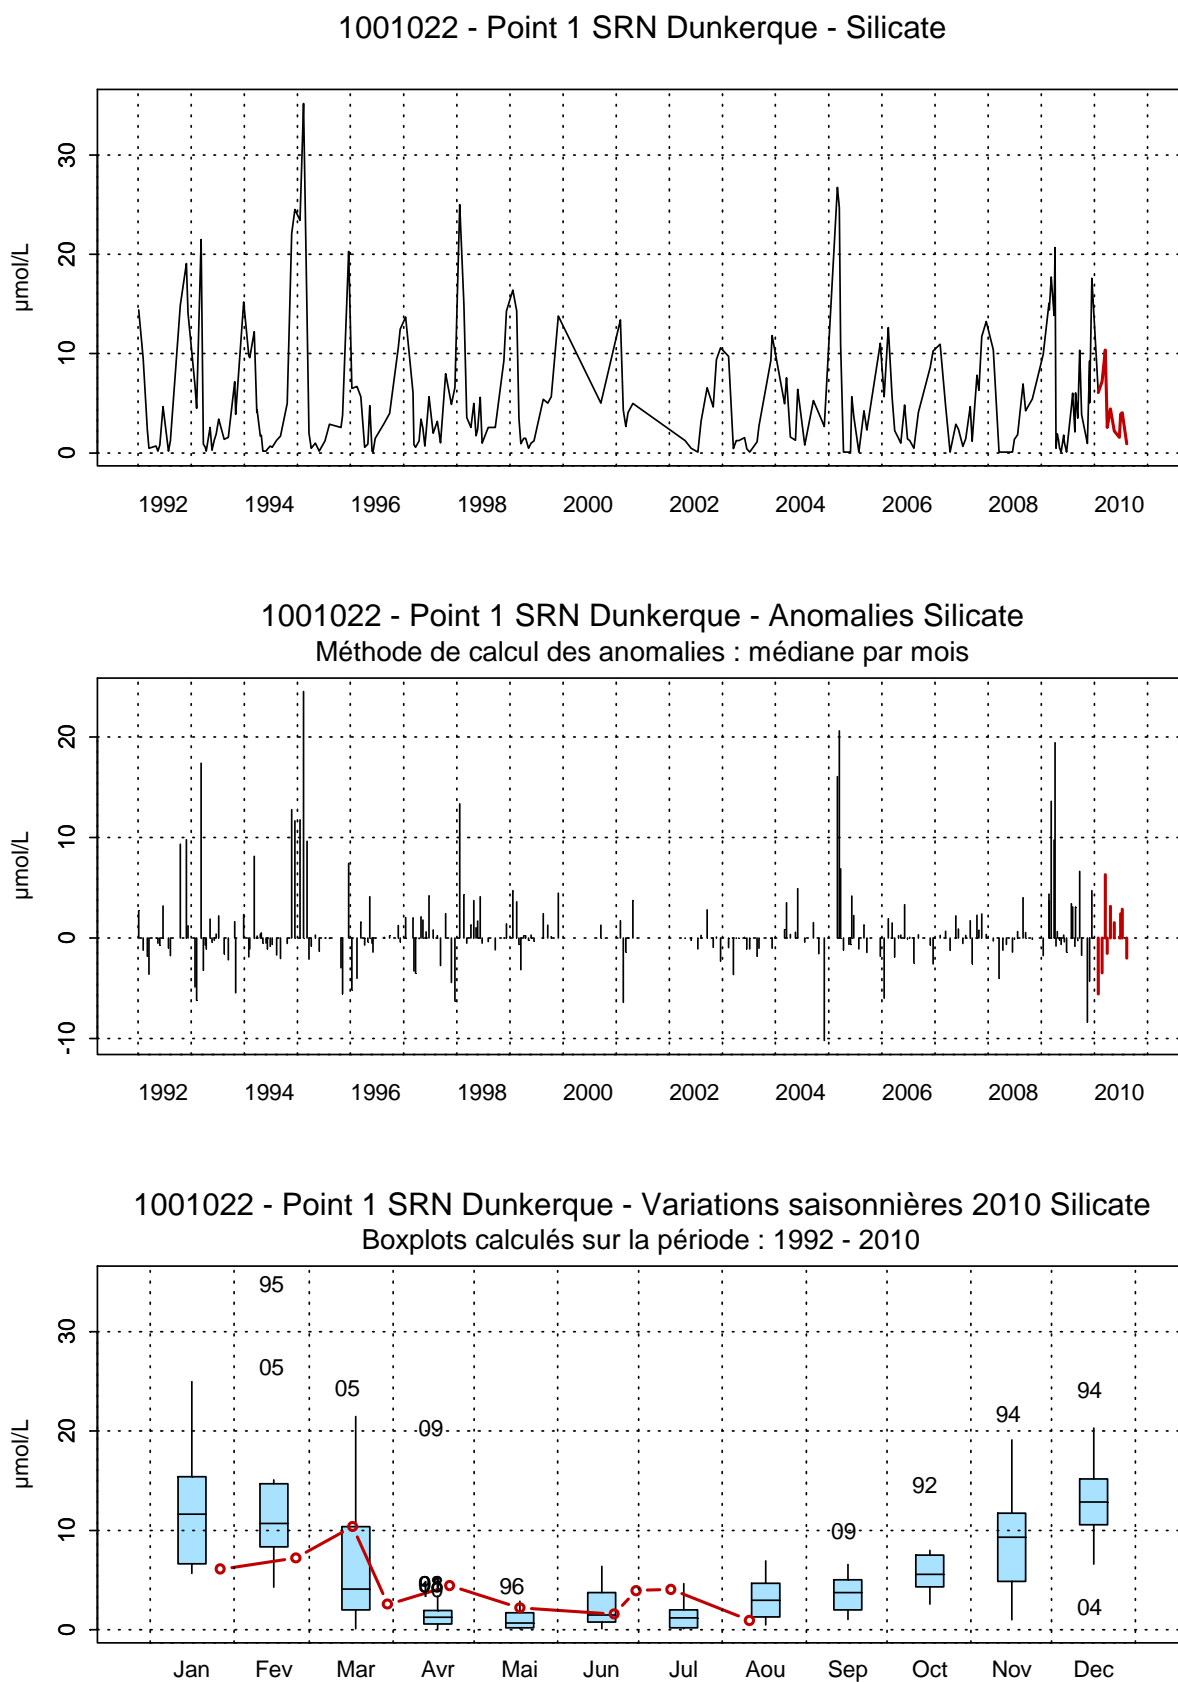 1001022 - Point 1 SRN Dunkerque - Silicate
30
20
10
0
µmol/L
1992 1994 1996 1998 2000 2002 2004 2006 2008 2010
1001022 - Point 1 SRN Dunkerque - Anomalies Silicate
Méthode de calcul des anomalies : médiane par mois
20
10
0
-10
µmol/L
1992 1994 1996 1998 2000 2002 2004 2006 2008 2010
1001022 - Point 1 SRN Dunkerque - Variations saisonnières 2010 Silicate
Boxplots calculés sur la période : 1992 - 2010
95
05
05
09
96
09
92
94
94
04
30
20
10
0
µmol/L
Jan Fev Mar Avr Mai Jun Jul Aou Sep Oct Nov Dec